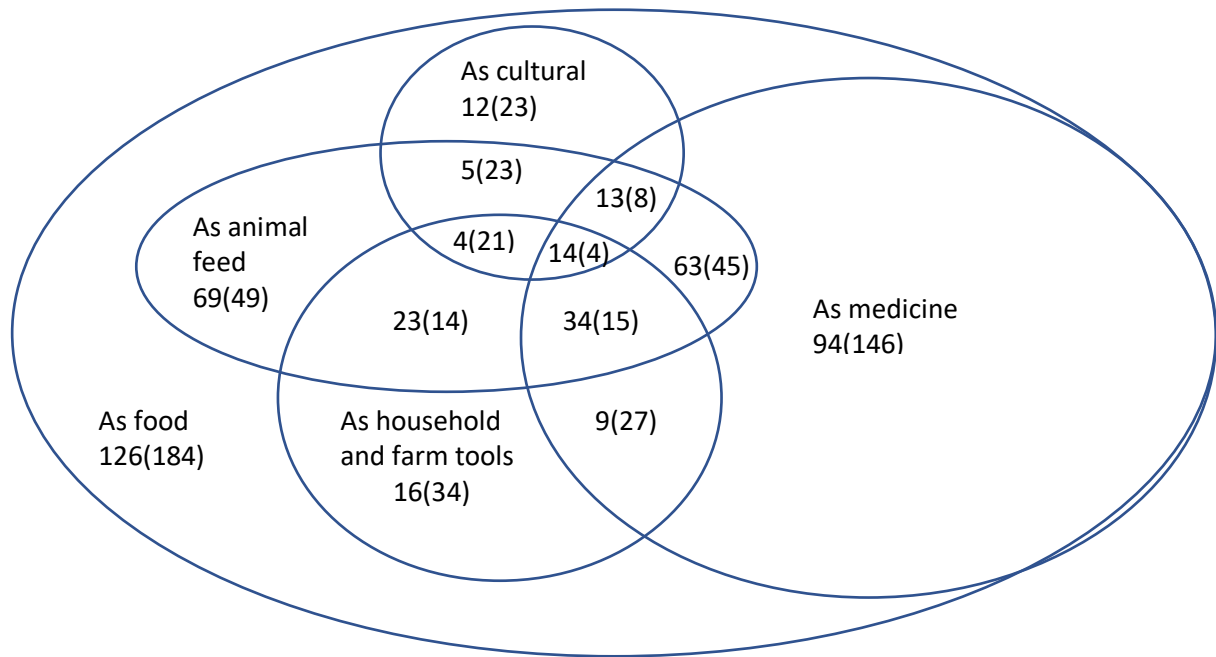 As cultural
12(23)
5(23)
13(8)
As animal
feed
69(49)
4(21)
14(4)
63(45)
23(14)
34(15)
As medicine
94(146)
As food
126(184)
As household
and farm tools
16(34)
9(27)